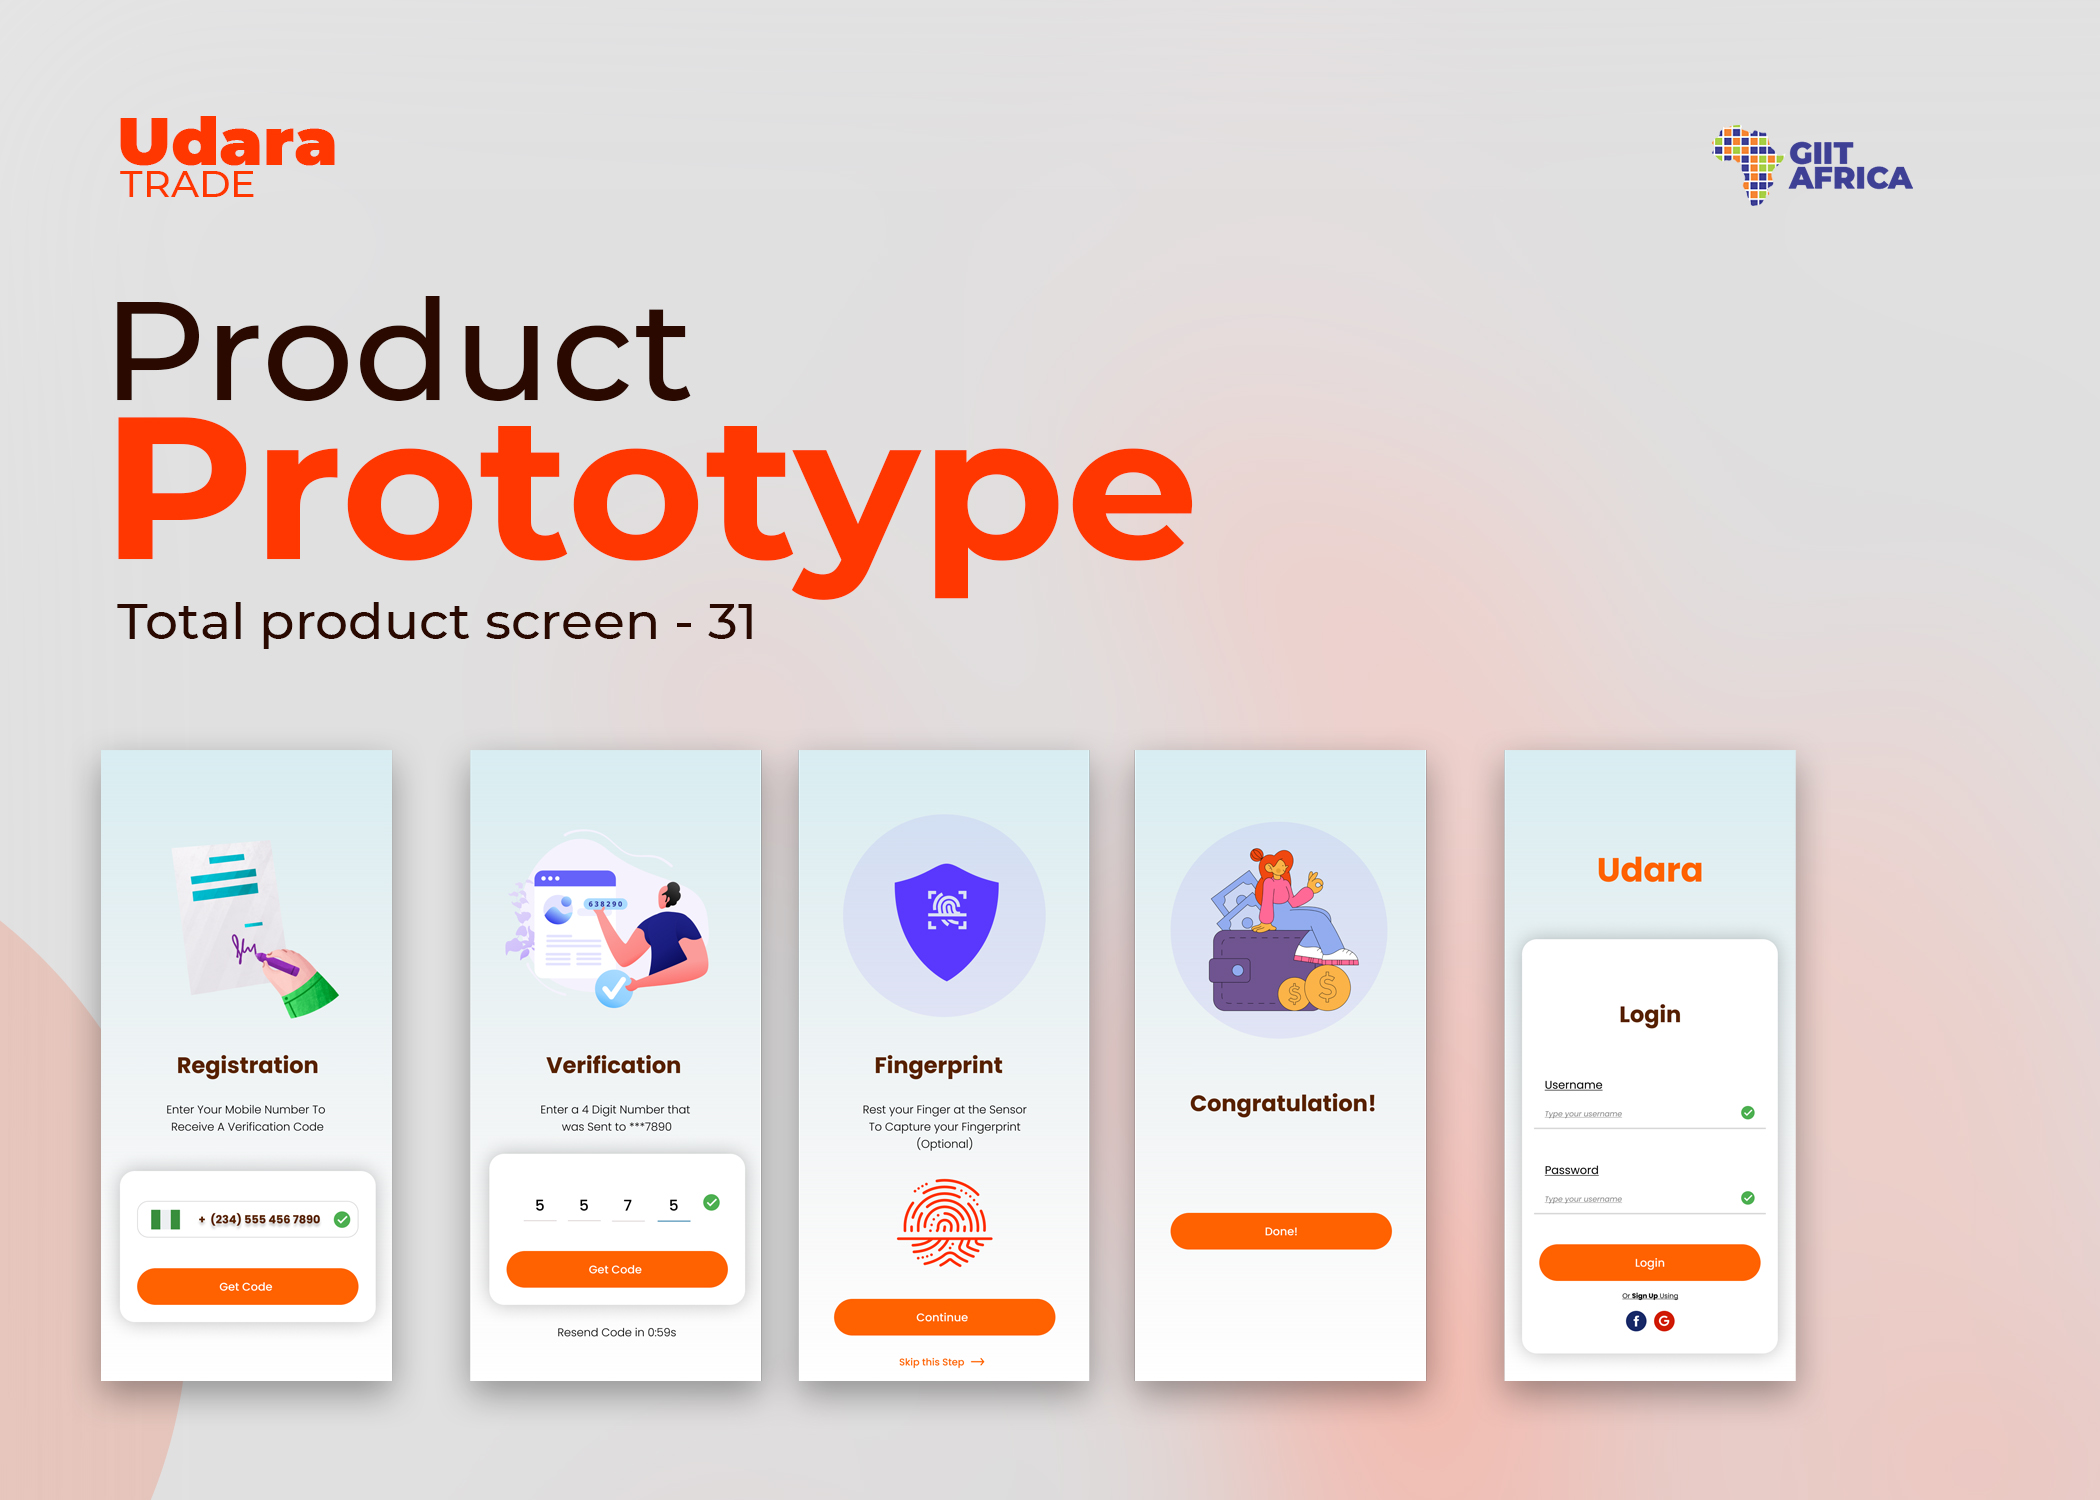 Udara
TRADE
GIIT
AFRICA
Product
Prototype
Total product screen - 31
Registration
Enter Your Mobile Number To
Receive A Verification Code
+ (234) 555 456 7890
Get Code
638290
Verification
Enter a 4 Digit Number that
was Sent to ***7890
5 5 7 5
Get Code
Resend Code in 0:59s
Fingerprint
Rest your Finger at the Sensor
To Capture your Fingerprint
(Optional)
Continue
Skip this Step →
$ $
Congratulation!
Done!
Udara
Login
Username
Type your username
Password
Type your username
Login
Or Sign Up Using
f G